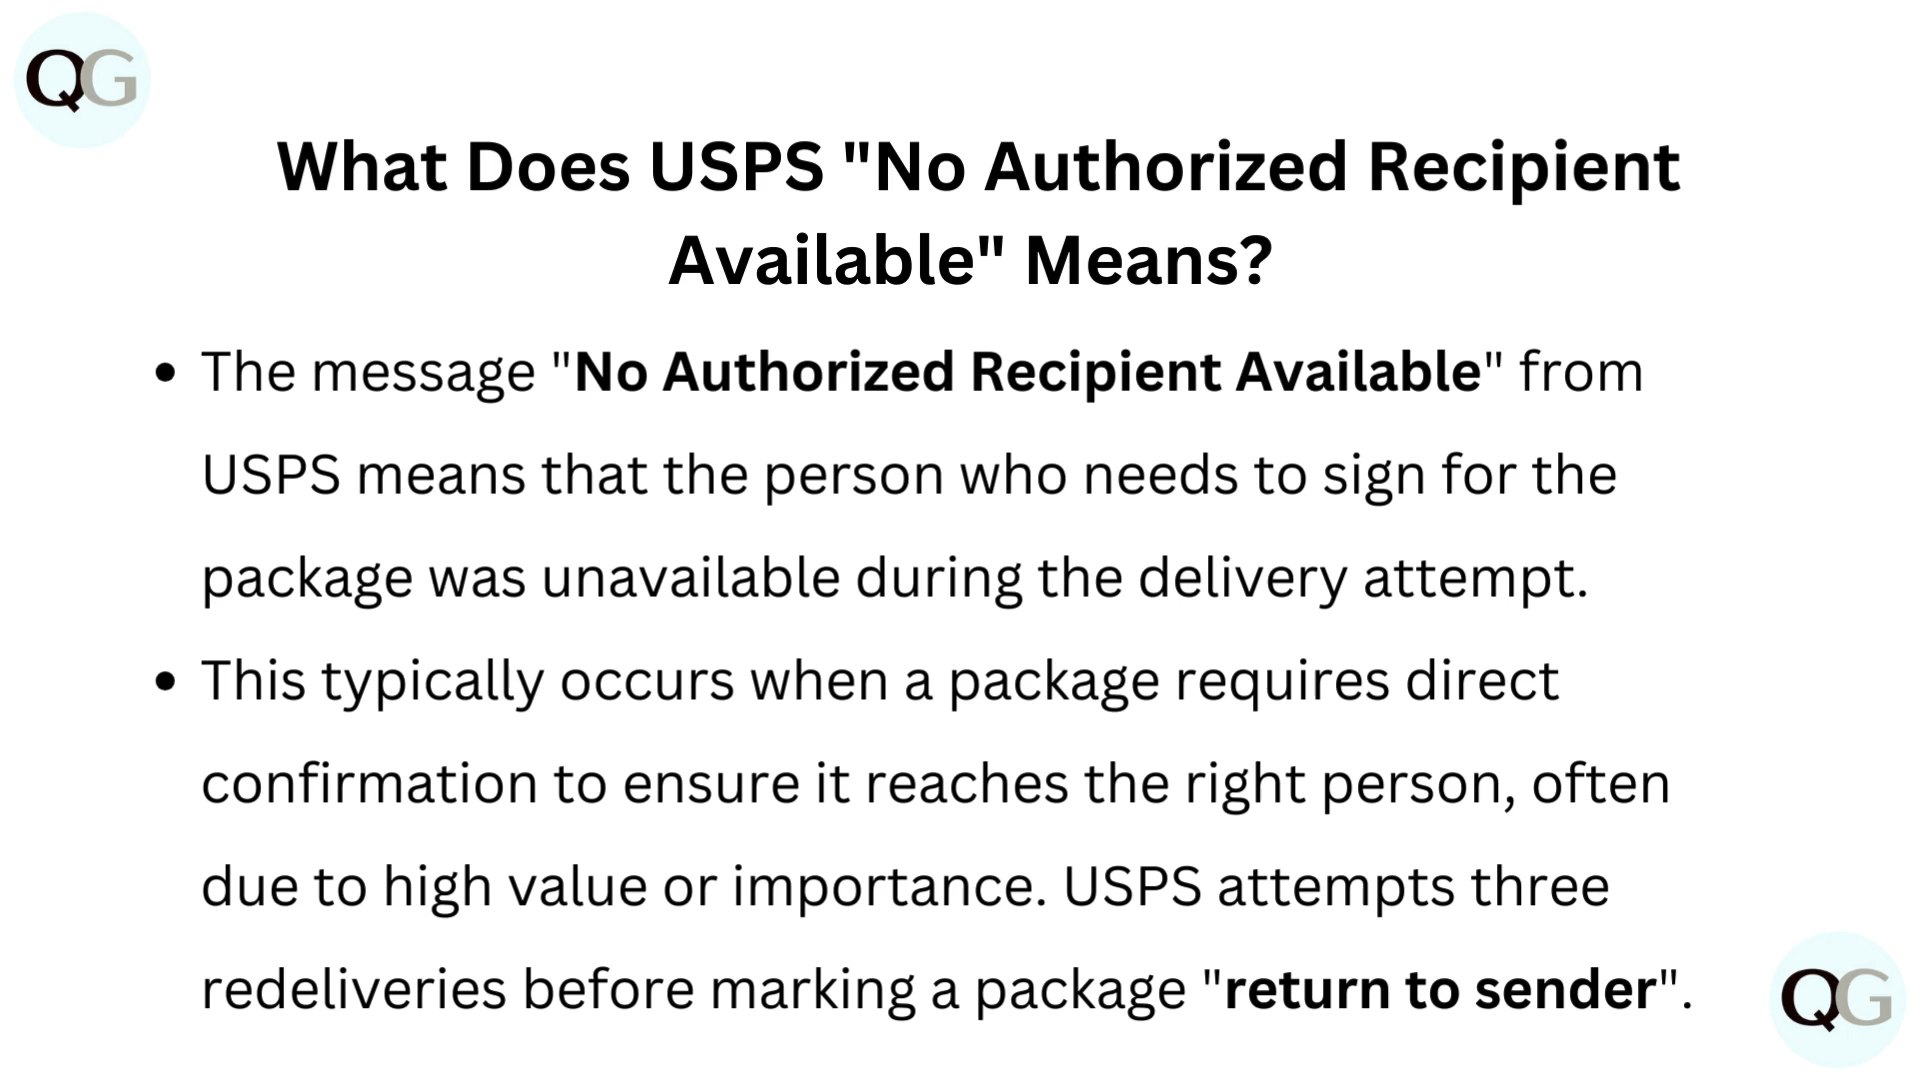 QG
What Does USPS "No Authorized Recipient
Available" Means?
• The message "No Authorized Recipient Available" from
USPS means that the person who needs to sign for the
package was unavailable during the delivery attempt.
• This typically occurs when a package requires direct
confirmation to ensure it reaches the right person, often
due to high value or importance. USPS attempts three
redeliveries before marking a package "return to sender".
QG